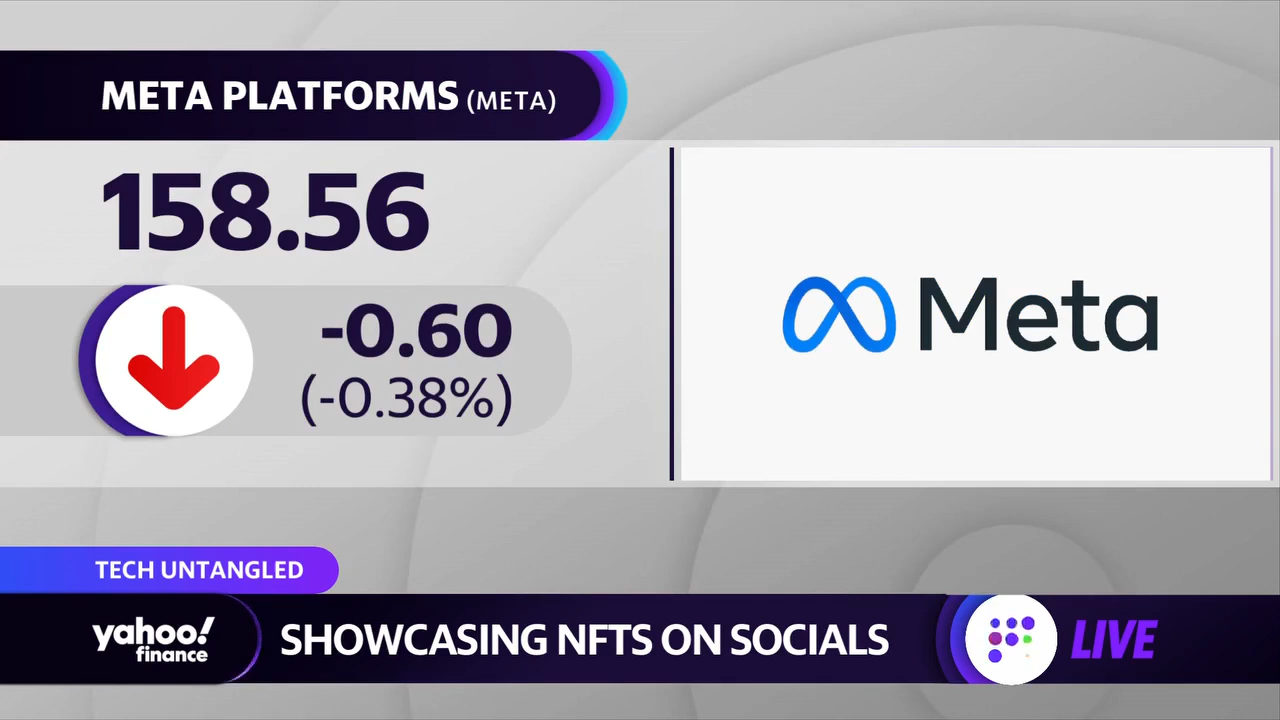 META PLATFORMS (META)
158.56
-0.60
(-0.38%)
Meta
TECH UNTANGLED
yahoo!
finance
SHOWCASING NFTS ON SOCIALS
LIVE